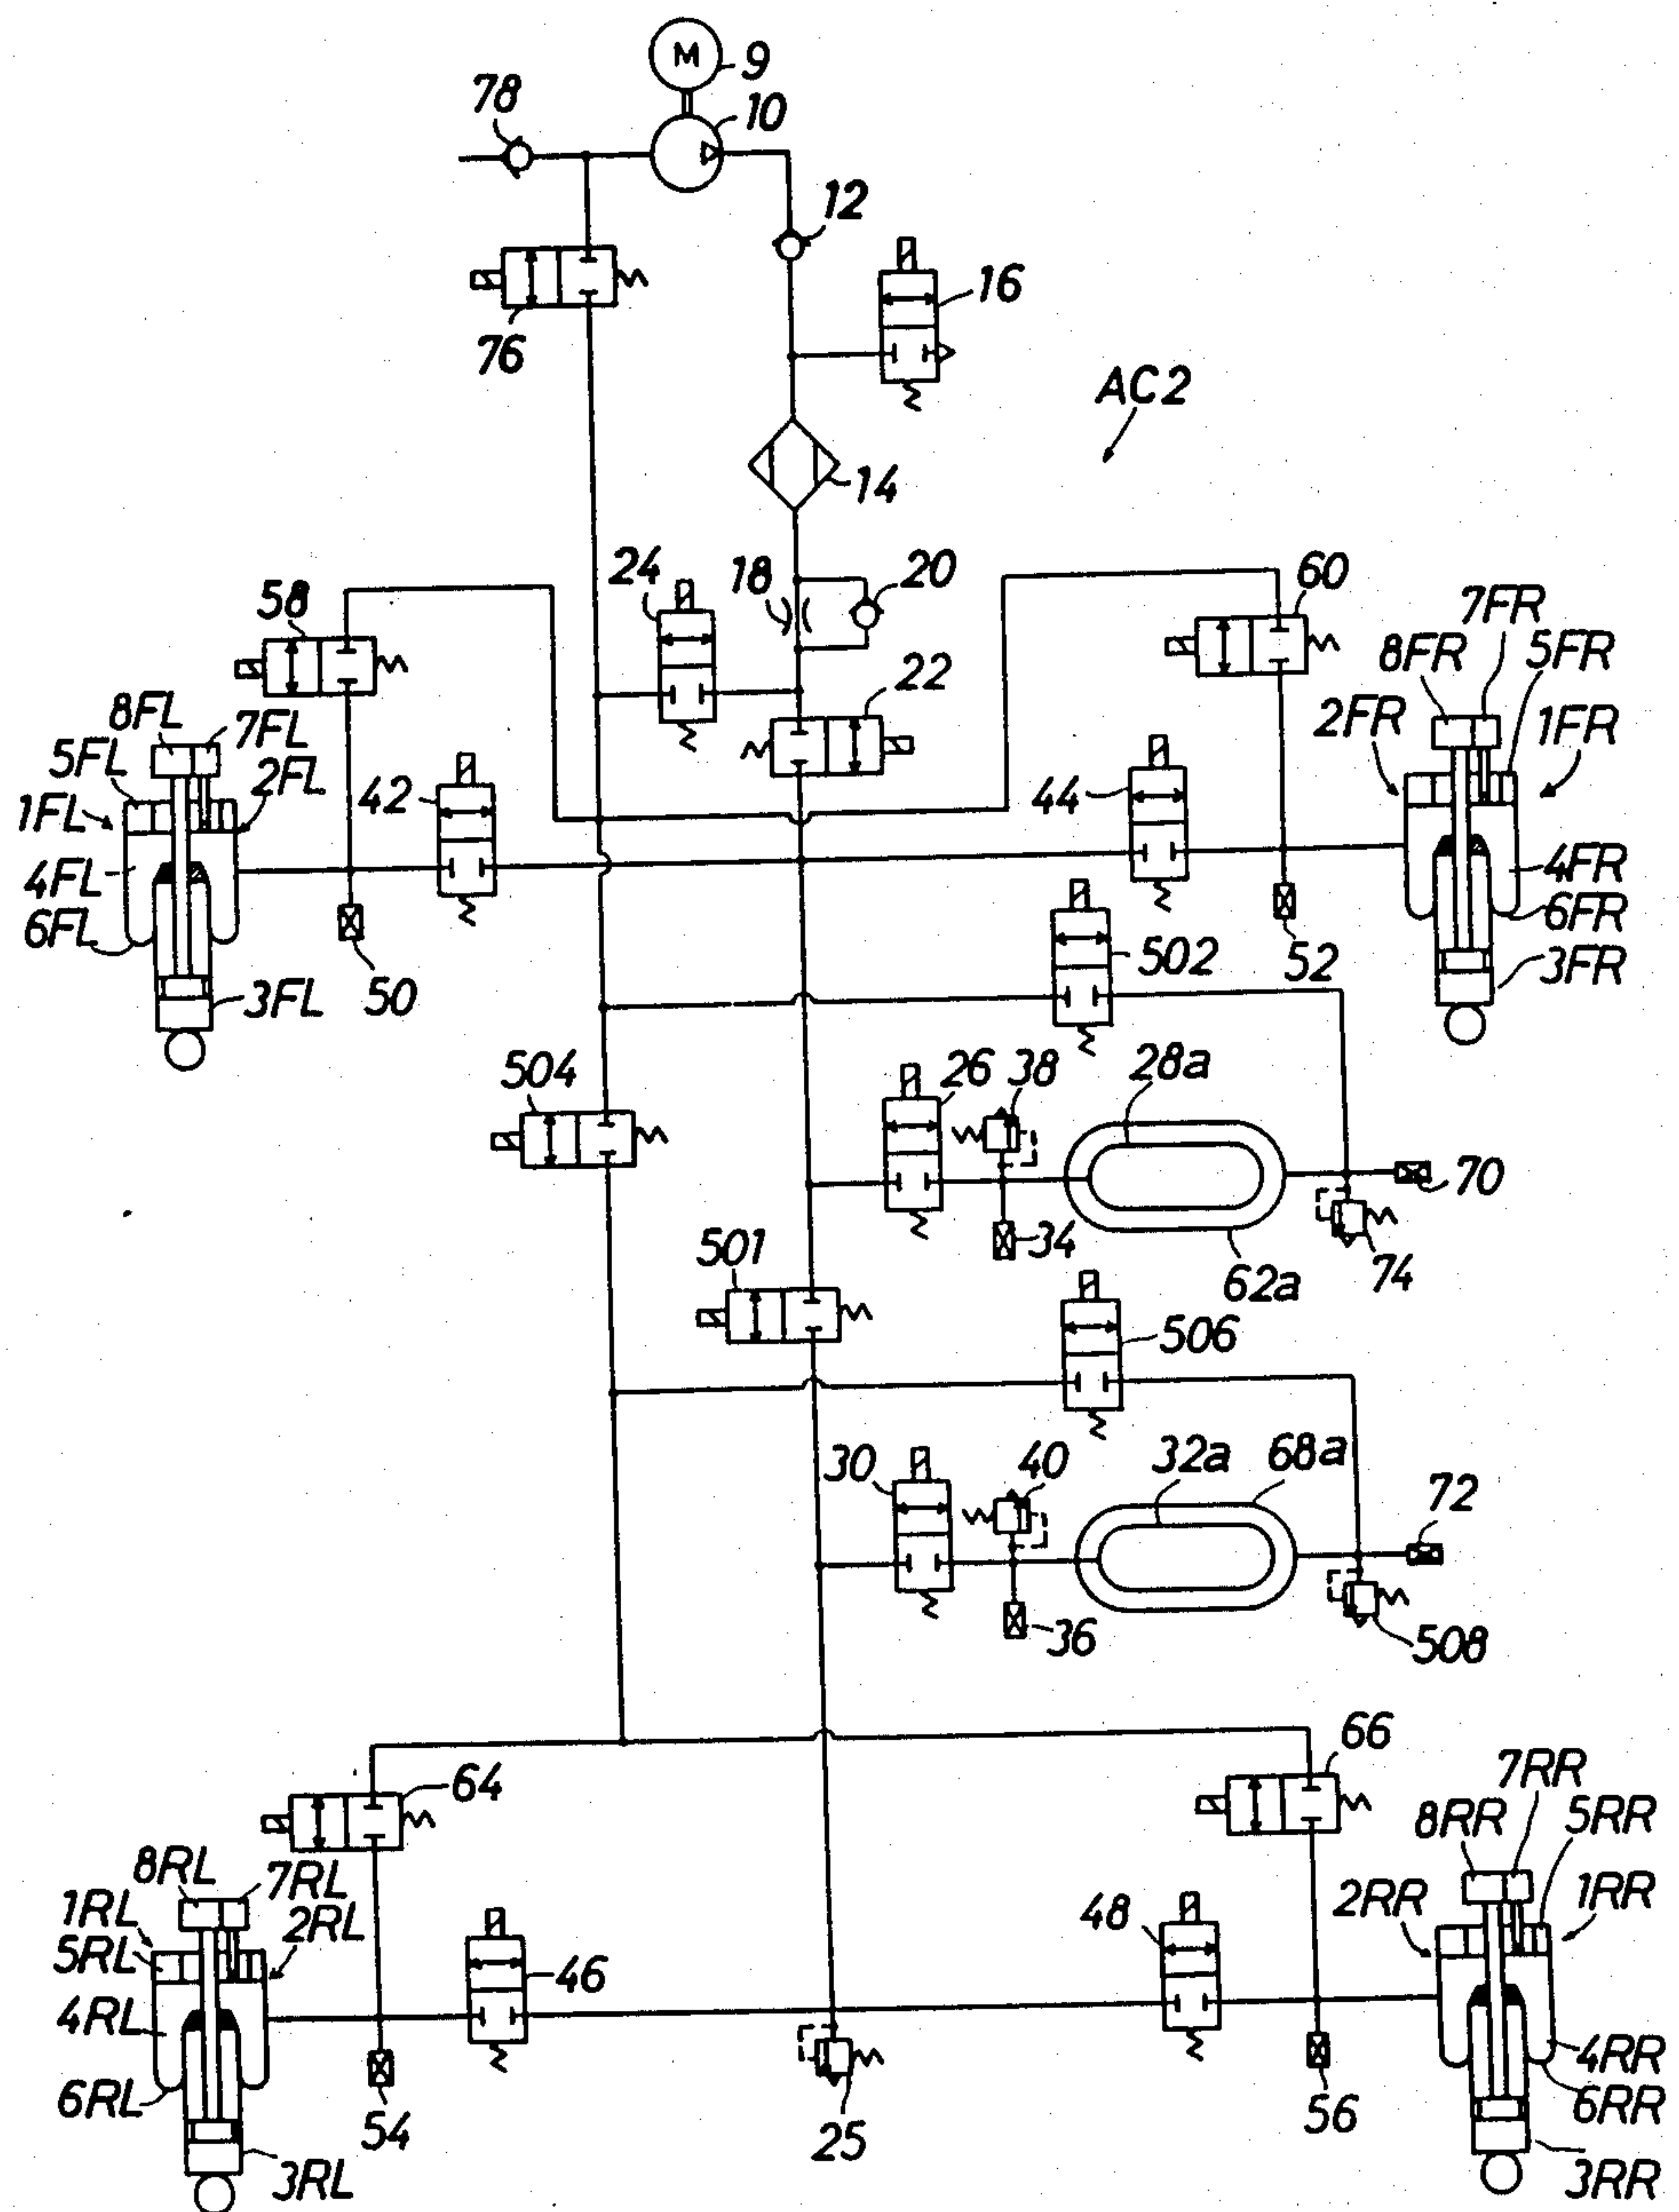 M
9
78
10
12
16
76
AC2
14
24
18
20
60
58
7FR
8FR
5FR
22
2FR
1FR
8FL
7FL
5FL
2FL
42
44
1FL
4FL
4FR
6FL
6FR
502
52
50
3FR
3FL
504
26
38
28a
70
34
501
62a
74
506
30
40
32a
68a
72
36
508
66
64
7RR
8RR
5RR
8RL
7RL
1RL
2RL
48
2RR
1RR
5RL
46
4RL
4RR
6RL
6RR
54
25
56
3RL
3RR